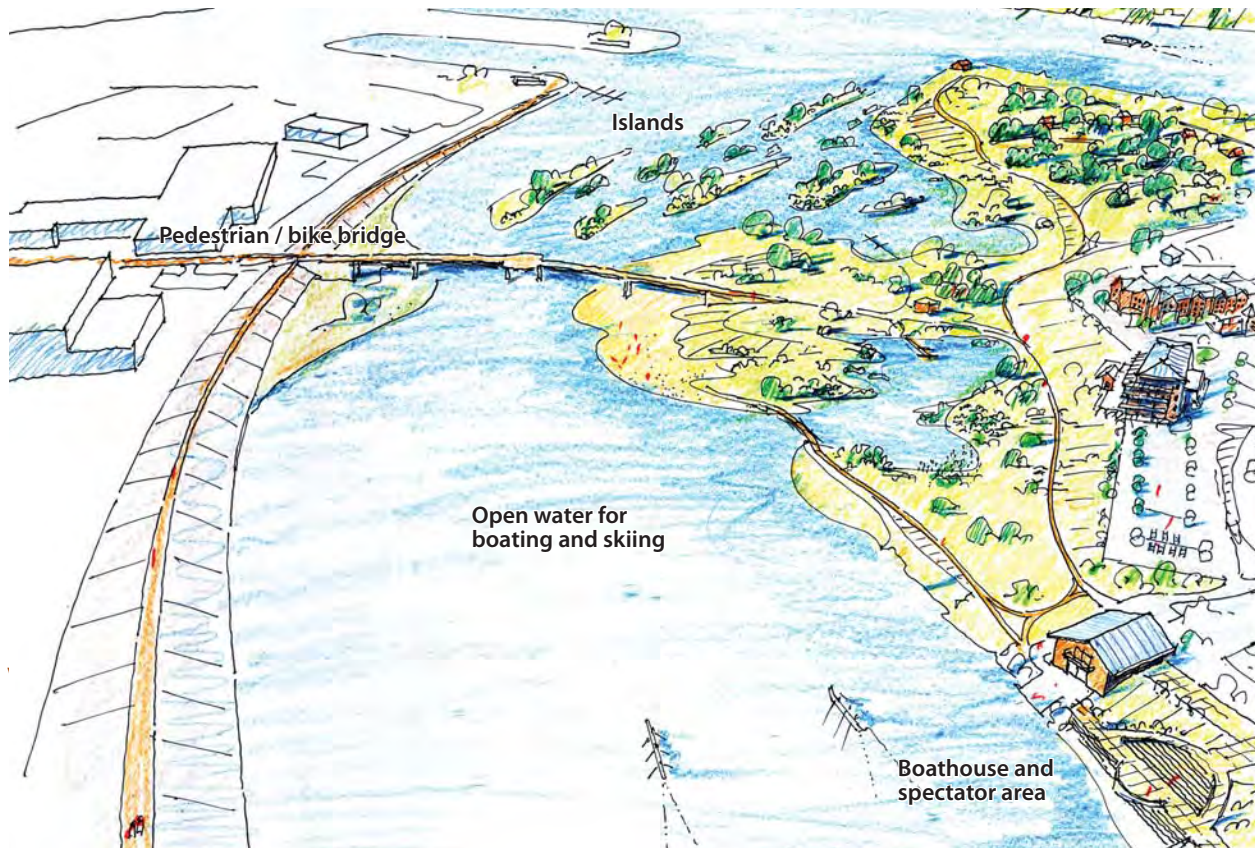 Islands
Pedestrian / bike bridge
Open water for
boating and skiing
Boathouse and
spectator area